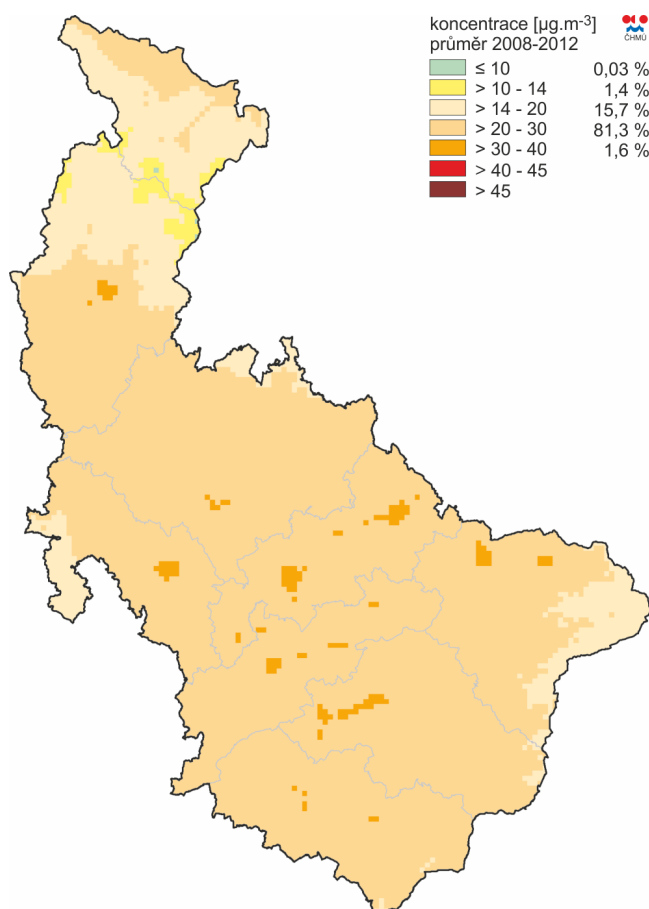 koncentrace [µg.m-3]
průměr 2008-2012
ČHMÚ
≤ 10 0,03 %
> 10 - 14 1,4 %
> 14 - 20 15,7 %
> 20 - 30 81,3 %
> 30 - 40 1,6 %
> 40 - 45
> 45